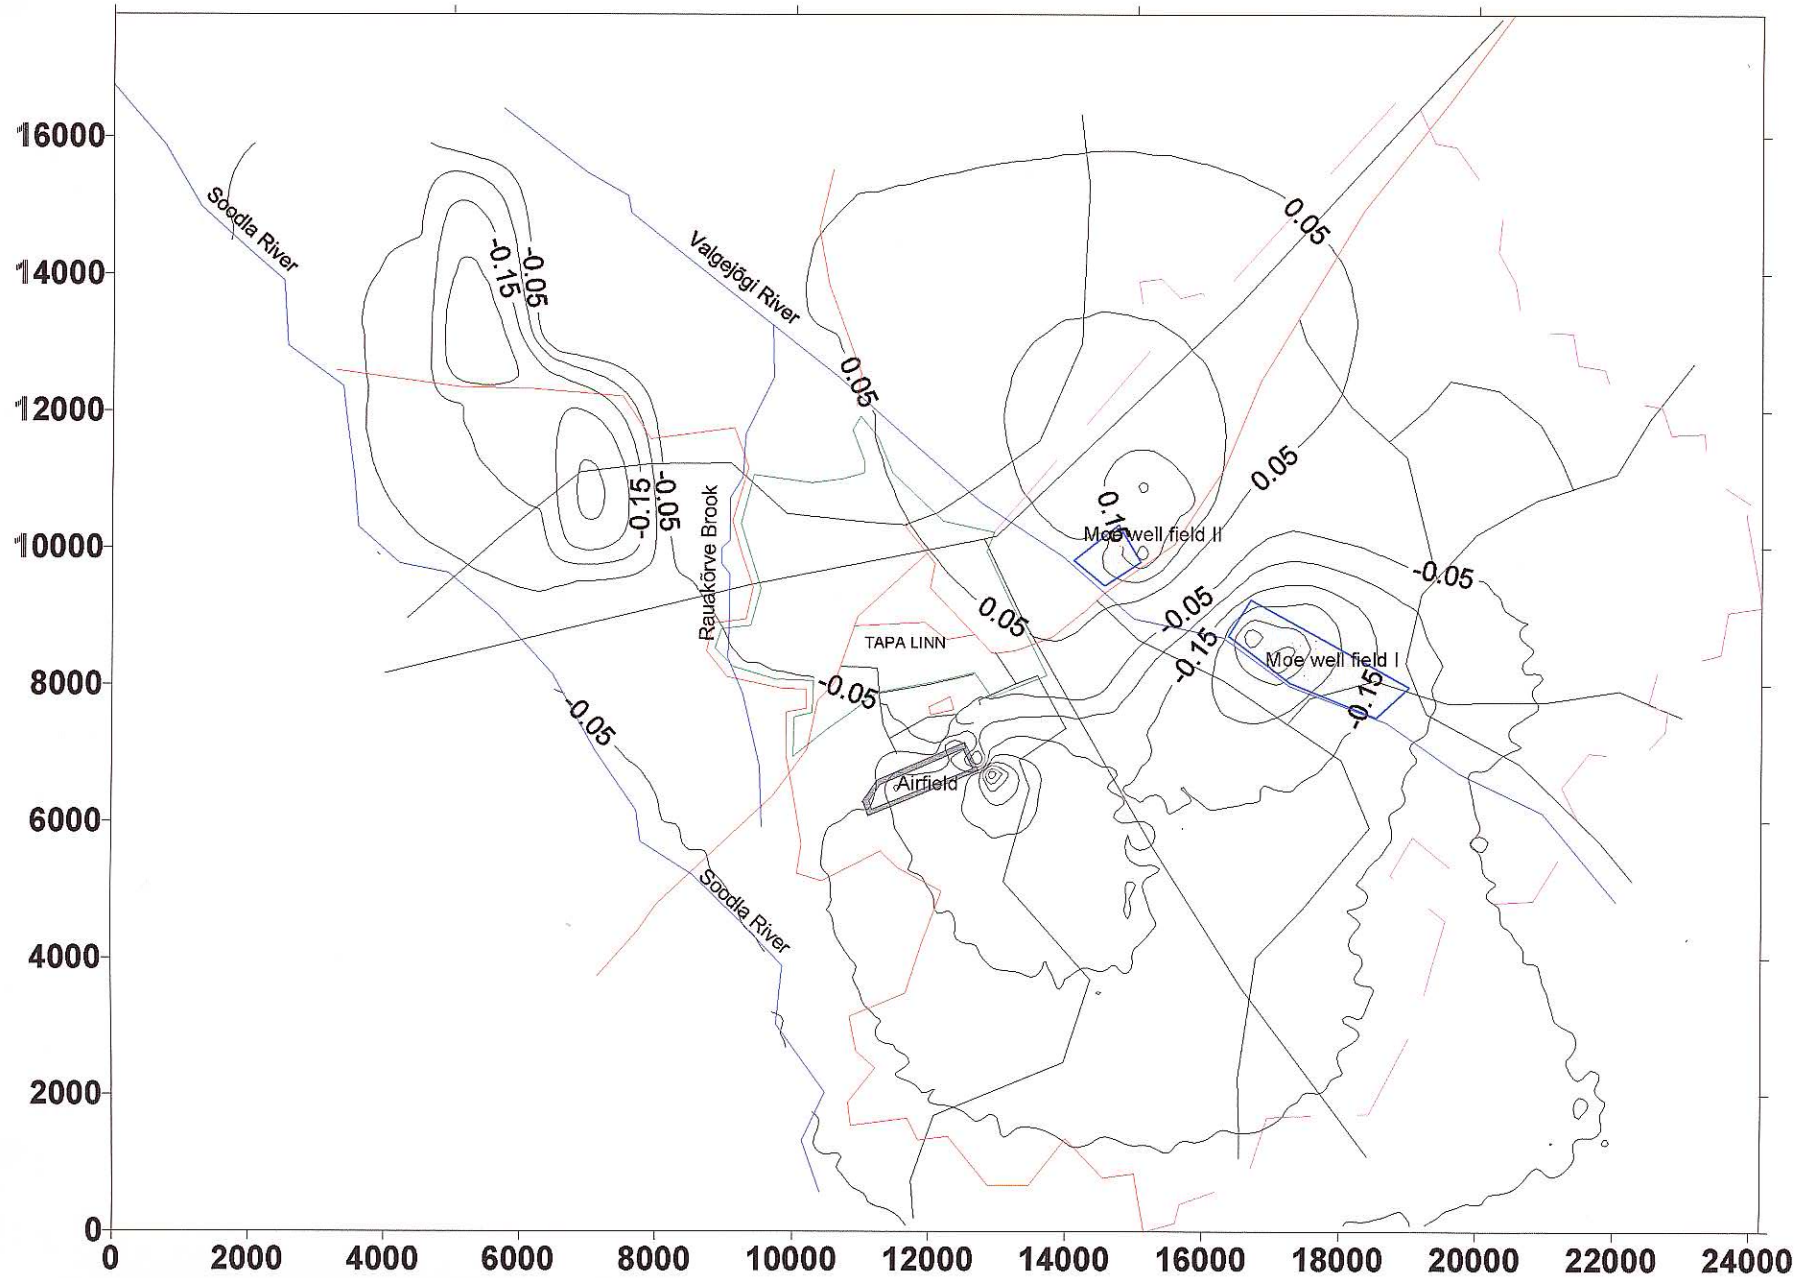 16000
14000
12000
10000
8000
6000
4000
2000
0
0 2000 4000 6000 8000 10000 12000 14000 16000 18000 20000 22000 24000
Soodla River
Valgejõgi River
0.05
-0.05
-0.15
0.05
0.05
0.15
Moe well field II
-0.15
-0.05
Rauakõrve Brook
-0.05
-0.05
0.05
TAPA LINN
-0.15
Moe well field I
-0.15
-0.05
-0.05
Airfield
Soodla River